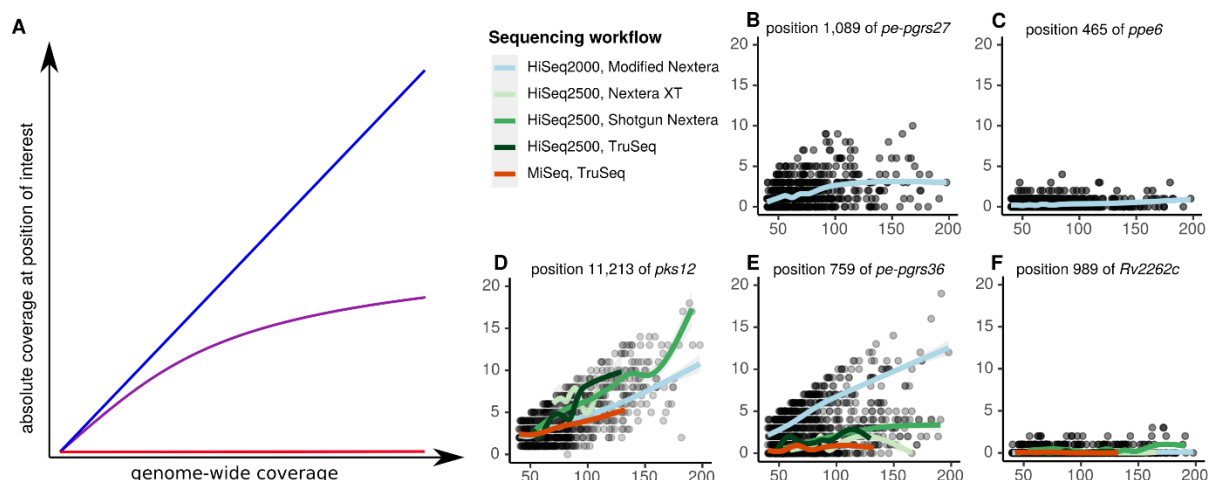 A
absolute coverage at position of interest
genome-wide coverage
Sequencing workflow
HiSeq2000, Modified Nextera
HiSeq2500, Nextera XT
HiSeq2500, Shotgun Nextera
HiSeq2500, TruSeq
MiSeq, TruSeq
B
position 1,089 of pe-pgrs27
20
15
10
5
0
50 100 150 200
C
position 465 of ppe6
20
15
10
5
0
50 100 150 200
D
position 11,213 of pks12
20
15
10
5
0
50 100 150 200
E
position 759 of pe-pgrs36
20
15
10
5
0
50 100 150 200
F
position 989 of Rv2262c
20
15
10
5
0
50 100 150 200